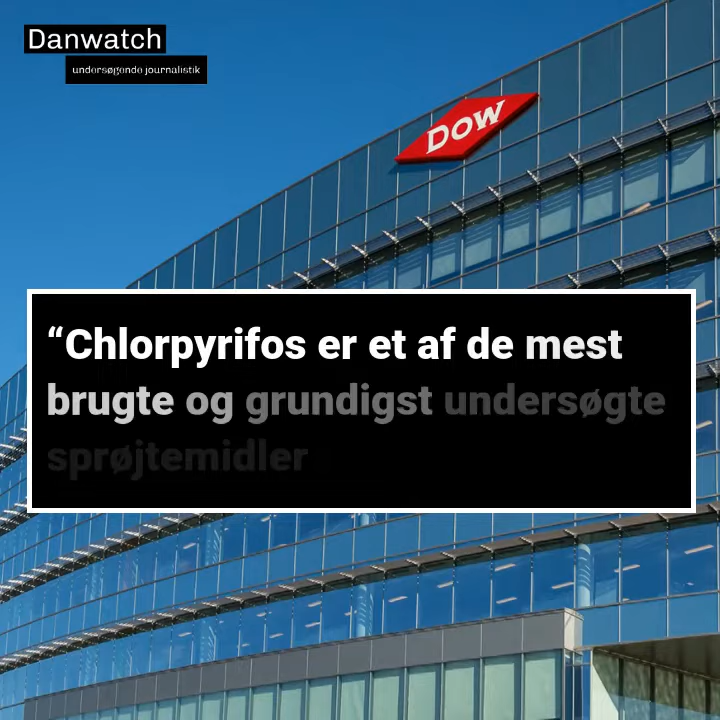 Danwatch
undersøgende journalistik
DOW
“Chlorpyrifos er et af de mest
brugte og grundigst undersøgte
sprøjtemidler